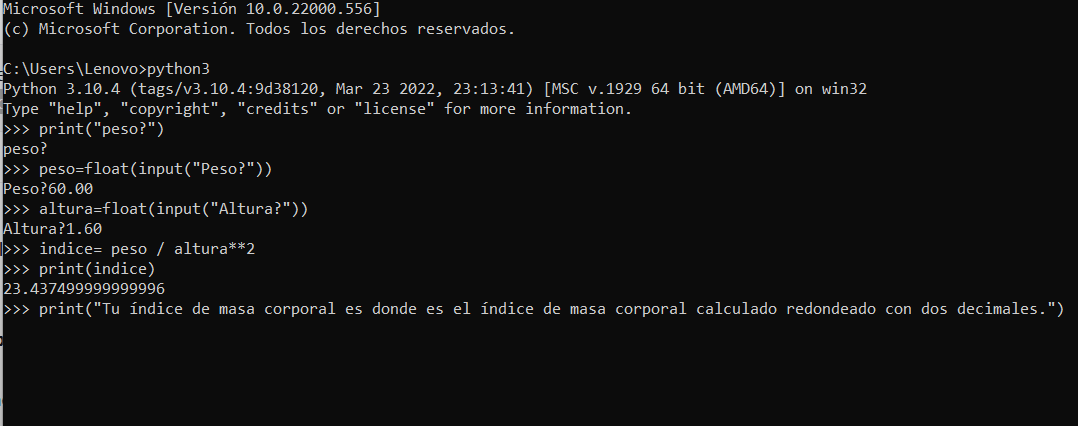 Microsoft Windows [Versión 10.0.22000.556]
(c) Microsoft Corporation. Todos los derechos reservados.
C:\Users\Lenovo>python3
Python 3.10.4 (tags/v3.10.4:9d38120, Mar 23 2022, 23:13:41) [MSC v.1929 64 bit (AMD64)] on win32
Type "help", "copyright", "credits" or "license" for more information.
>>> print("peso?")
peso?
>>> peso=float(input("Peso?"))
Peso?60.00
>>> altura=float(input("Altura?"))
Altura?1.60
>>> indice= peso / altura**2
>>> print(indice)
23.437499999999996
>>> print("Tu índice de masa corporal es donde es el índice de masa corporal calculado redondeado con dos decimales.")